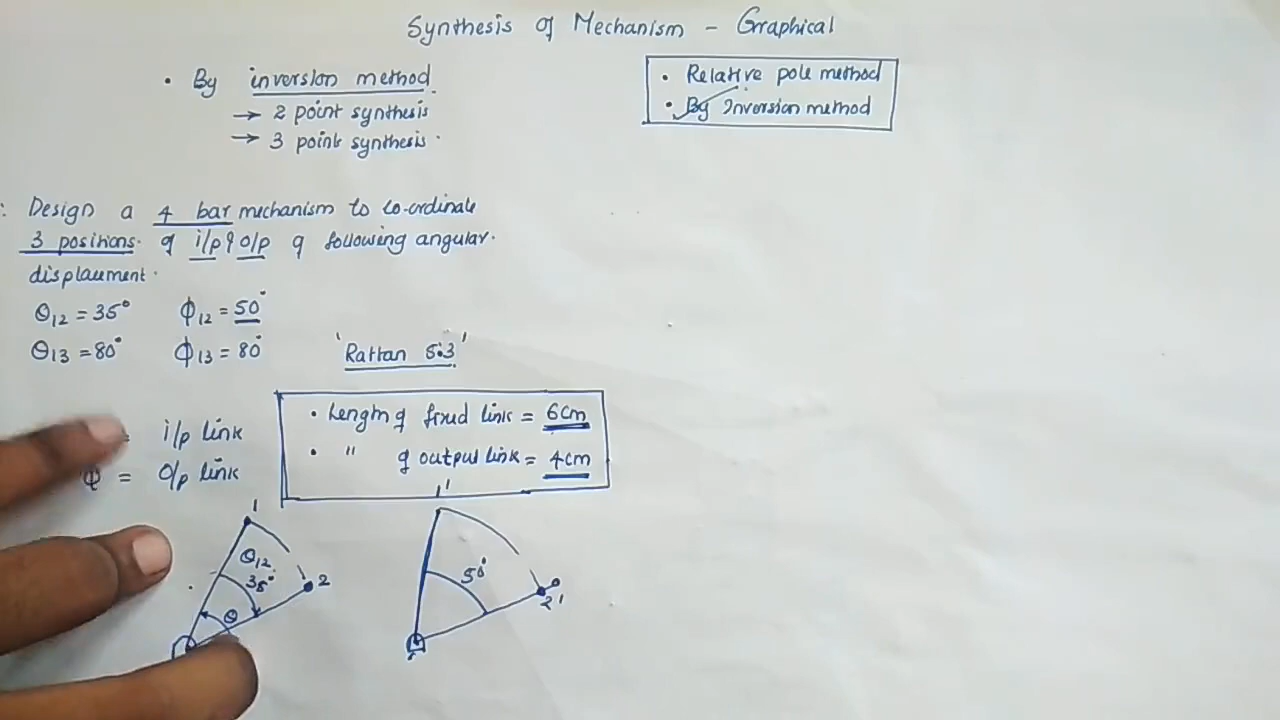 Synthesis of Mechanism - Graphical
• By inversion method.
→ 2 point synthesis
→ 3 point synthesis.
• Relative pole method
• By Inversion method
: Design a 4 bar mechanism to co-ordinate
3 positions. of i/p & o/p of following angular.
displacment.
θ12 = 35° φ12 = 50°
θ13 = 80° φ13 = 80°
'Rattan 5.3'
• Length of fixed link = 6cm
• " of output link = 4cm
= i/p link
φ = o/p link
1
θ12
35°
2
θ
1'
50°
2'